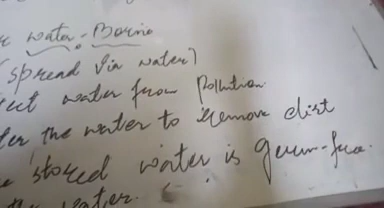 water-Borne
(spread via water)
water from Pollution
the water to remove dirt
stored water is germ-free.
water.